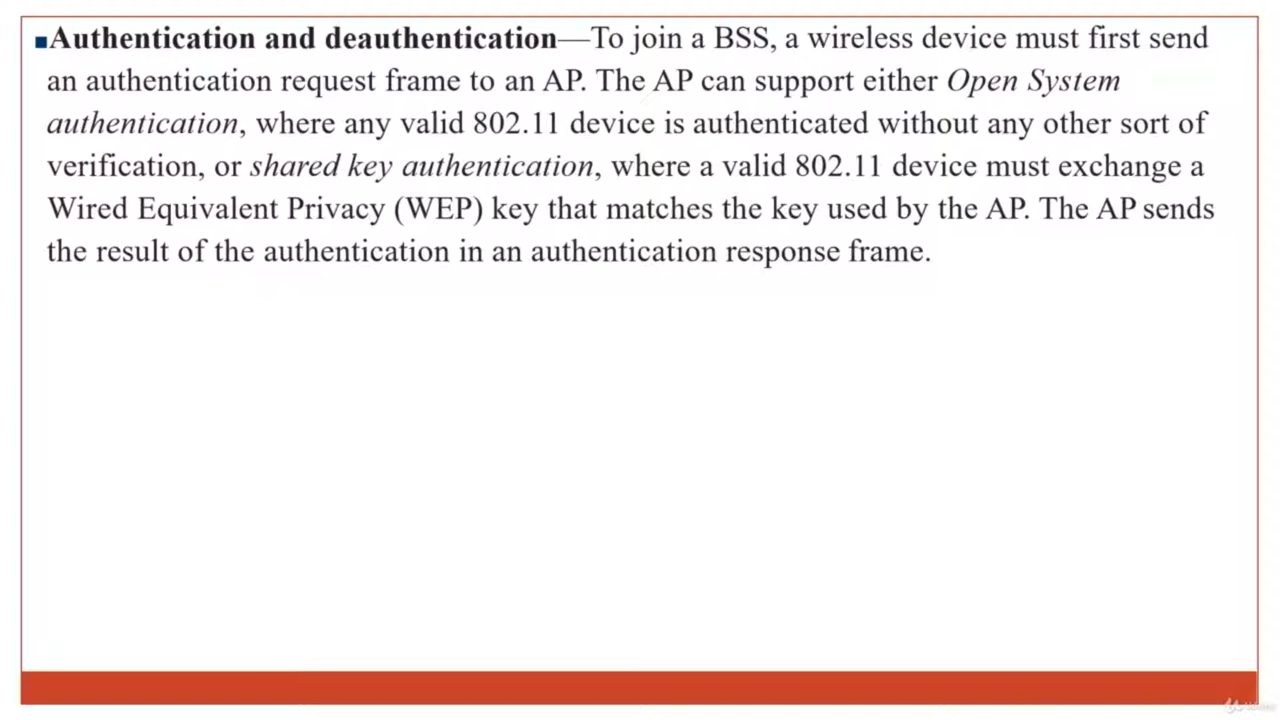 ■Authentication and deauthentication—To join a BSS, a wireless device must first send
an authentication request frame to an AP. The AP can support either Open System
authentication, where any valid 802.11 device is authenticated without any other sort of
verification, or shared key authentication, where a valid 802.11 device must exchange a
Wired Equivalent Privacy (WEP) key that matches the key used by the AP. The AP sends
the result of the authentication in an authentication response frame.